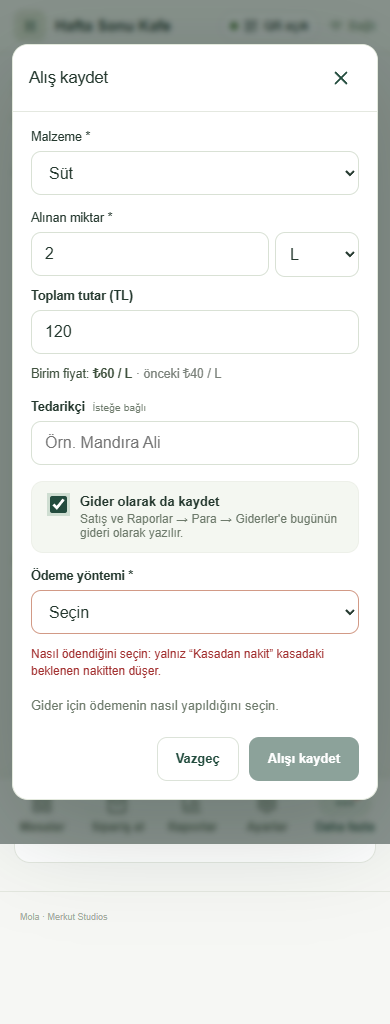 Hafta Sonu Kafe
Alış kaydet
Malzeme *
Süt
Alınan miktar *
2
L
Toplam tutar (TL)
120
Birim fiyat: ₺60 / L · önceki ₺40 / L
Tedarikçi İsteğe bağlı
Örn. Mandıra Ali
Gider olarak da kaydet
Satış ve Raporlar → Para → Giderler'e bugünün
gideri olarak yazılır.
Ödeme yöntemi *
Seçin
Nasıl ödendiğini seçin: yalnız “Kasadan nakit” kasadaki
beklenen nakitten düşer.
Gider için ödemenin nasıl yapıldığını seçin.
Vazgeç
Alışı kaydet
Mola · Merkut Studios